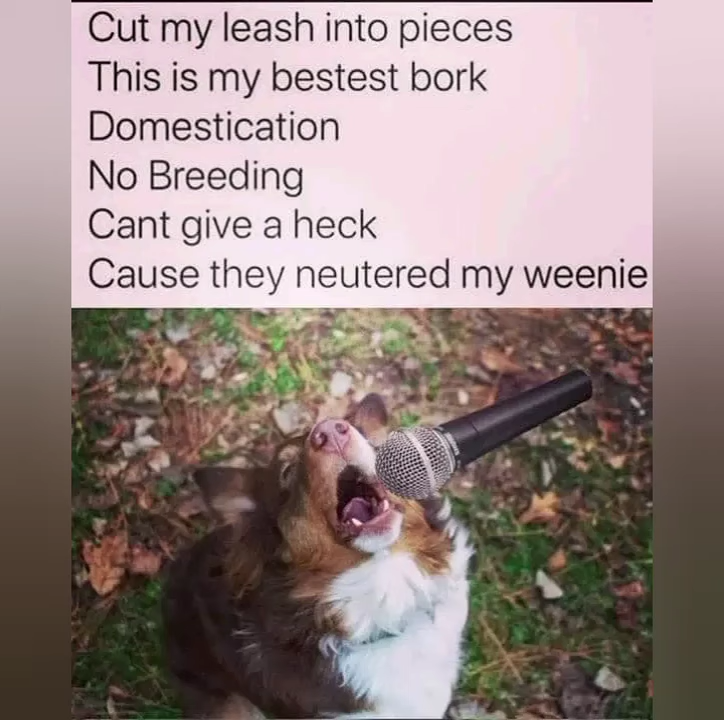 Cut my leash into pieces
This is my bestest bork
Domestication
No Breeding
Cant give a heck
Cause they neutered my weenie